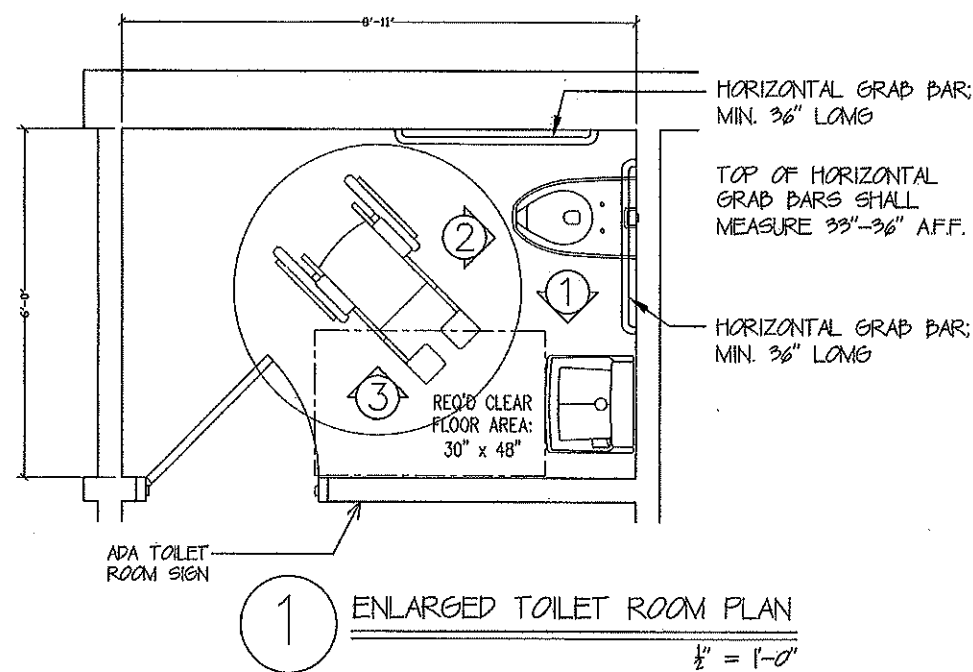 8'-11"
HORIZONTAL GRAB BAR;
MIN. 36" LOMG
TOP OF HORIZONTAL
GRAB BARS SHALL
MEASURE 33"-36" A.F.F.
2
1
6'-0"
HORIZONTAL GRAB BAR;
MIN. 36" LOMG
3
REQ'D CLEAR
FLOOR AREA:
30" x 48"
ADA TOILET
ROOM SIGN
1
ENLARGED TOILET ROOM PLAN
½" = 1'-0"